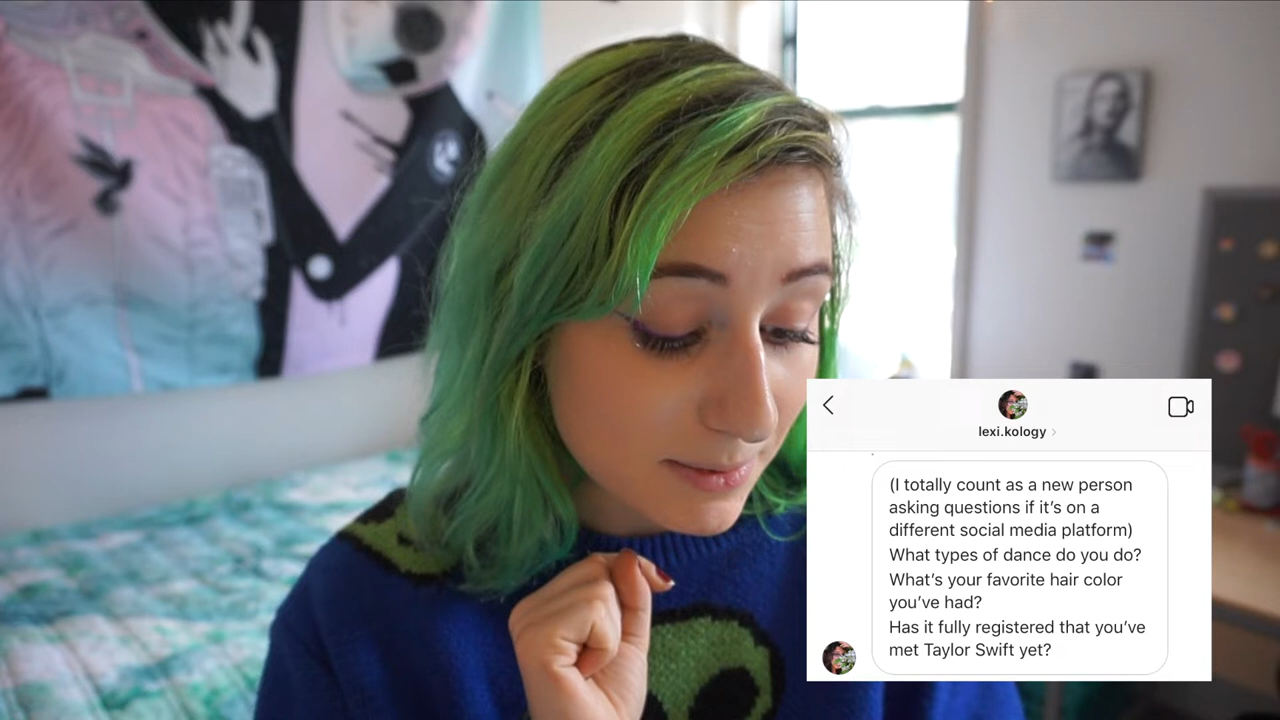 lexi.kology
(I totally count as a new person
asking questions if it's on a
different social media platform)
What types of dance do you do?
What's your favorite hair color
you've had?
Has it fully registered that you've
met Taylor Swift yet?